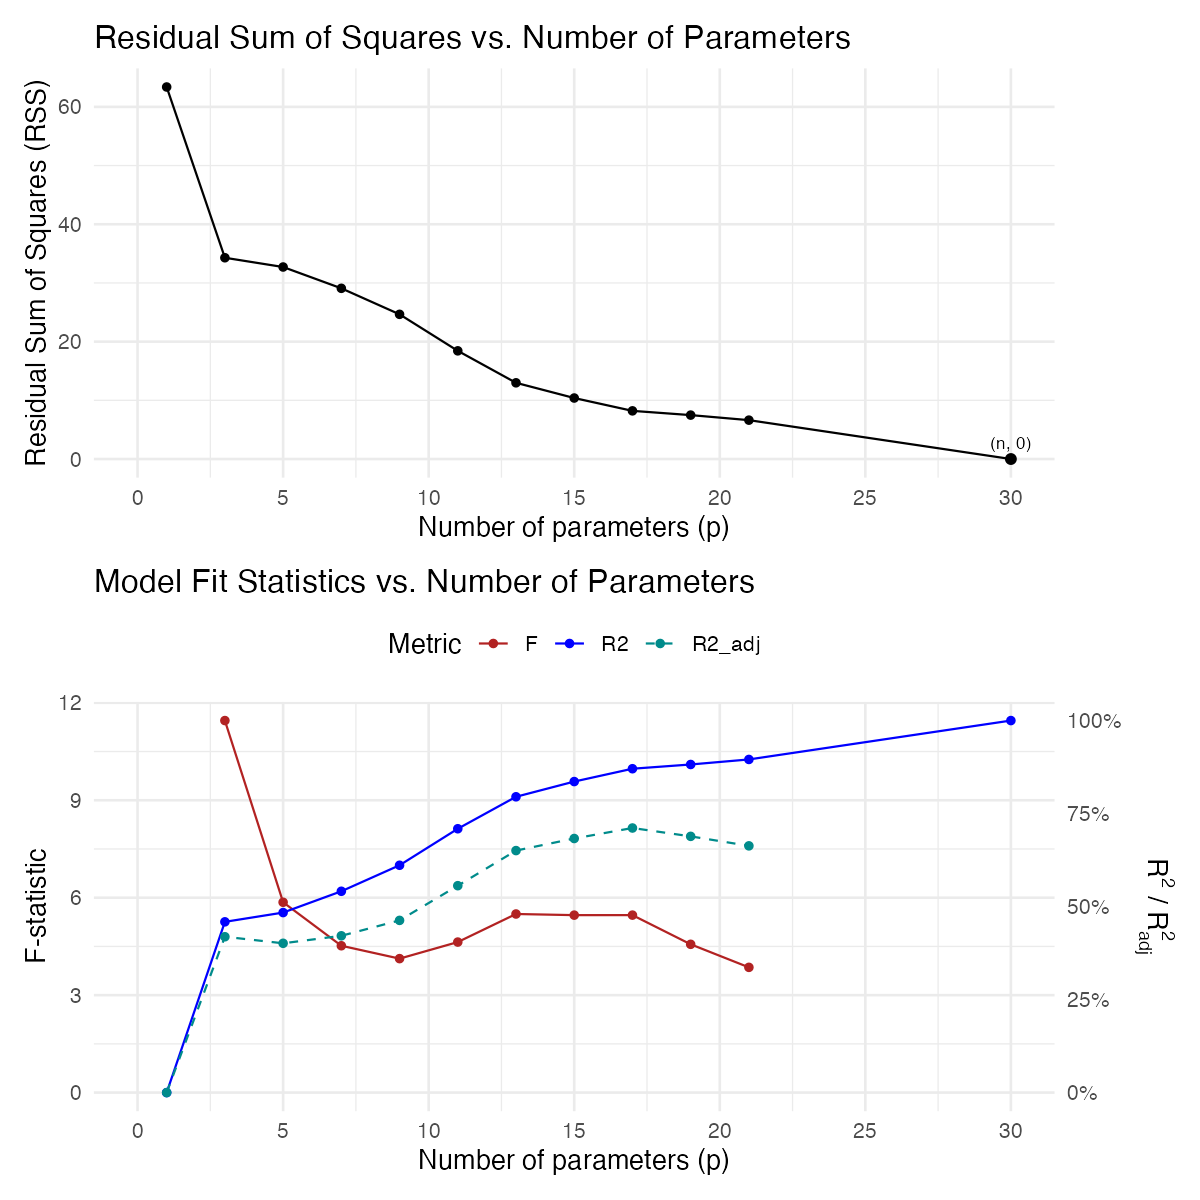 Residual Sum of Squares vs. Number of Parameters
Residual Sum of Squares (RSS)
60
40
20
0
(n, 0)
0 5 10 15 20 25 30
Number of parameters (p)
Model Fit Statistics vs. Number of Parameters
Metric F R2 R2_adj
F-statistic
12
9
6
3
0
100%
75%
50%
25%
0%
R² / R²adj
0 5 10 15 20 25 30
Number of parameters (p)